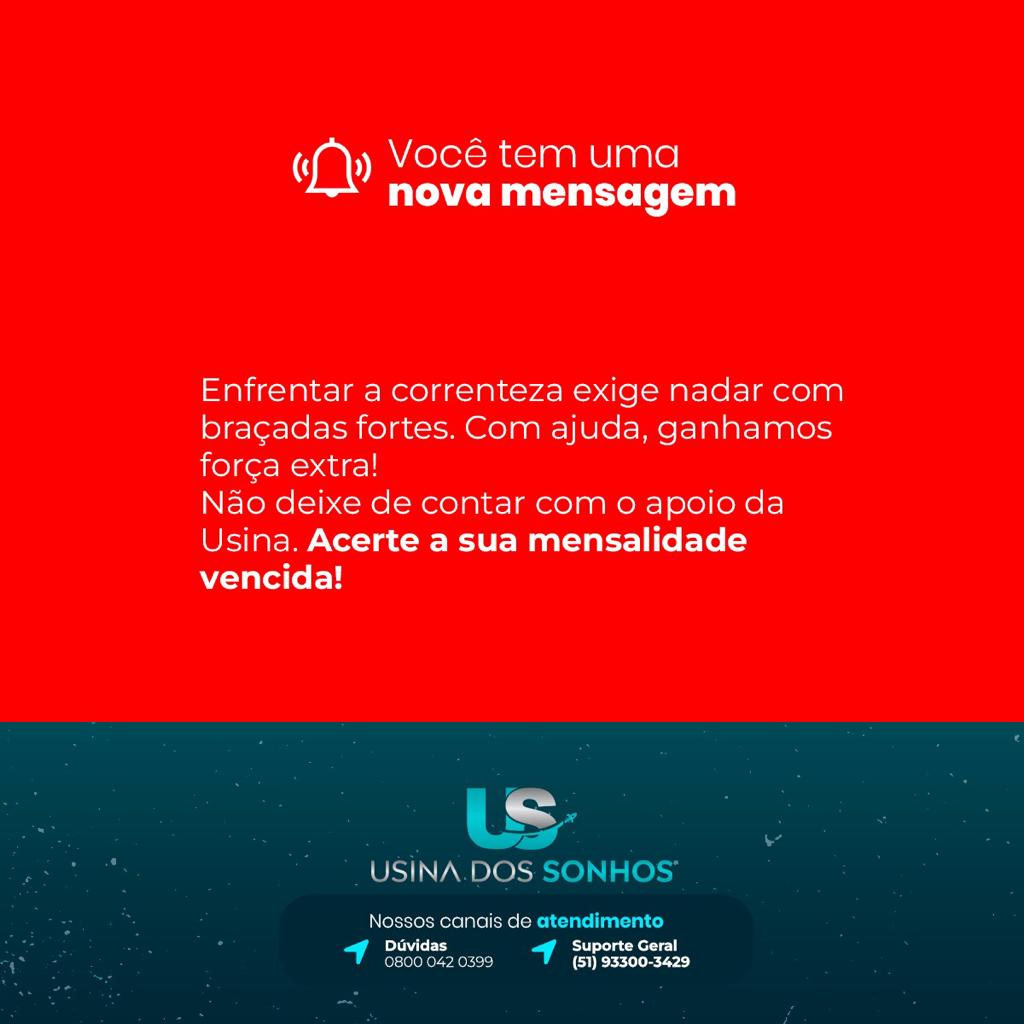 Você tem uma
nova mensagem
Enfrentar a correnteza exige nadar com
braçadas fortes. Com ajuda, ganhamos
força extra!
Não deixe de contar com o apoio da
Usina. Acerte a sua mensalidade
vencida!
US
USINA DOS SONHOS®
Nossos canais de atendimento
Dúvidas
0800 042 0399
Suporte Geral
(51) 93300-3429